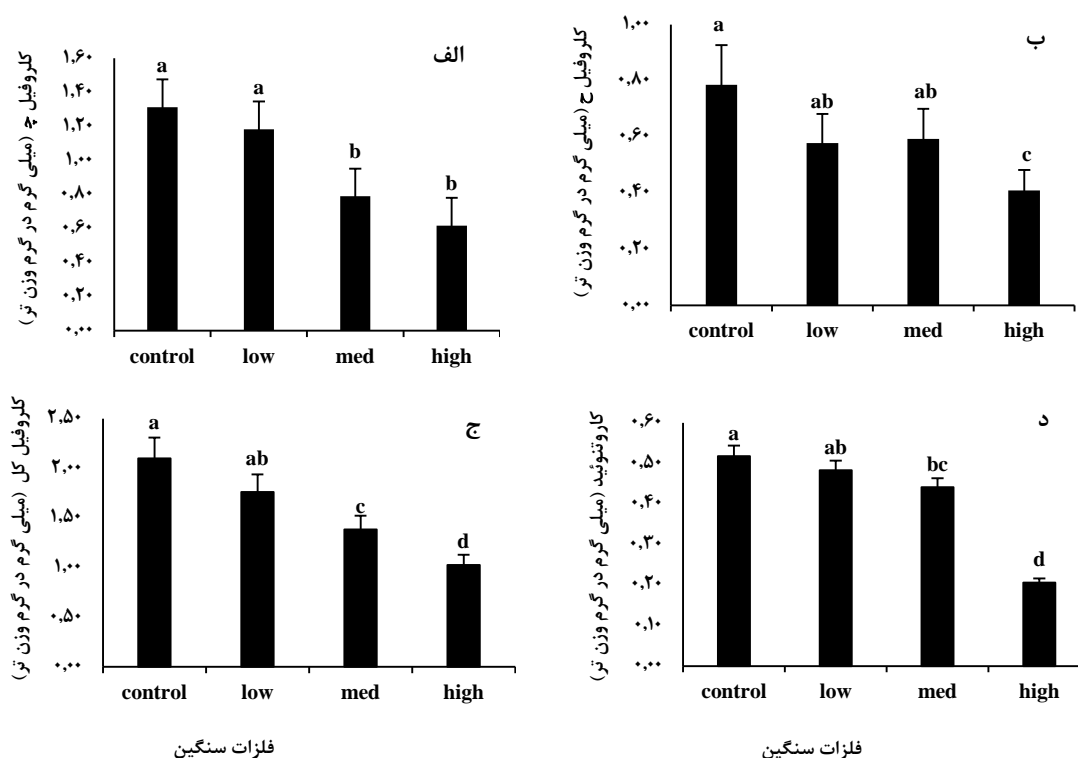 الف
کلروفیل چ (میلی گرم در گرم وزن تر)
۱,۶۰
۱,۴۰
۱,۲۰
۱,۰۰
۰,۸۰
۰,۶۰
۰,۴۰
۰,۲۰
۰,۰۰
a a b b
control low med high
ب
کلروفیل ح (میلی گرم در گرم وزن تر)
۱,۰۰
۰,۸۰
۰,۶۰
۰,۴۰
۰,۲۰
۰,۰۰
a ab ab c
control low med high
ج
کلروفیل کل (میلی گرم در گرم وزن تر)
۲,۵۰
۲,۰۰
۱,۵۰
۱,۰۰
۰,۵۰
۰,۰۰
a ab c d
control low med high
فلزات سنگین
د
کاروتنوئید (میلی گرم در گرم وزن تر)
۰,۶۰
۰,۵۰
۰,۴۰
۰,۳۰
۰,۲۰
۰,۱۰
۰,۰۰
a ab bc d
control low med high
فلزات سنگین